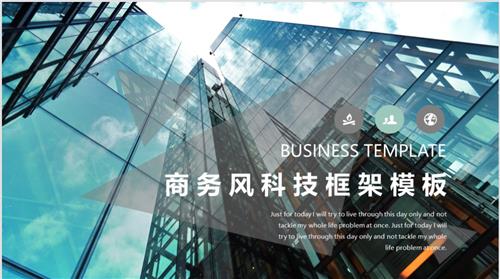 BUSINESS TEMPLATE
商务风科技框架模板
Just for today I will try to live through this day only and not
tackle my whole life problem at once. Just for today I will
try to live through this day only and not tackle my whole
life problem at once.